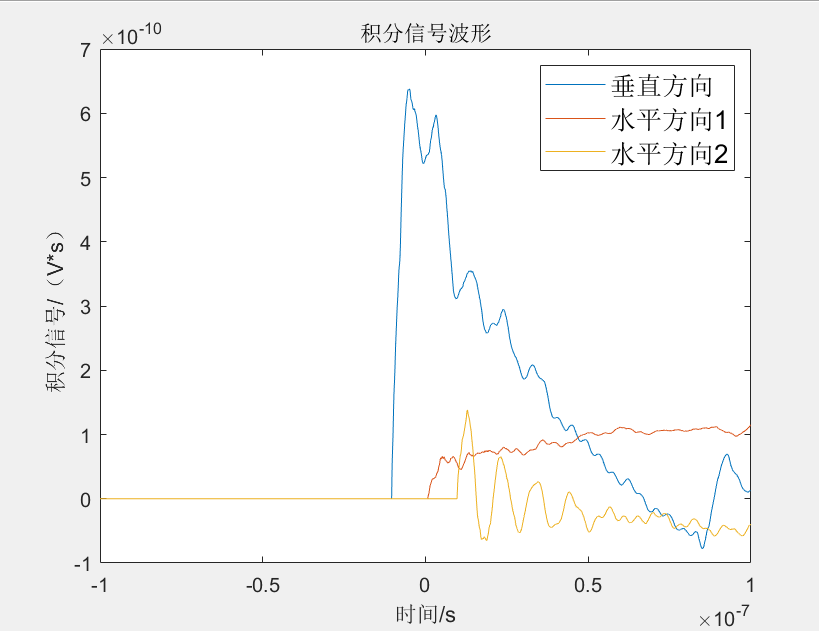 积分信号波形
×10-10
7
6
5
4
3
2
1
0
-1
积分信号/（V*s）
垂直方向
水平方向1
水平方向2
-1
-0.5
0
0.5
1
时间/s
×10-7